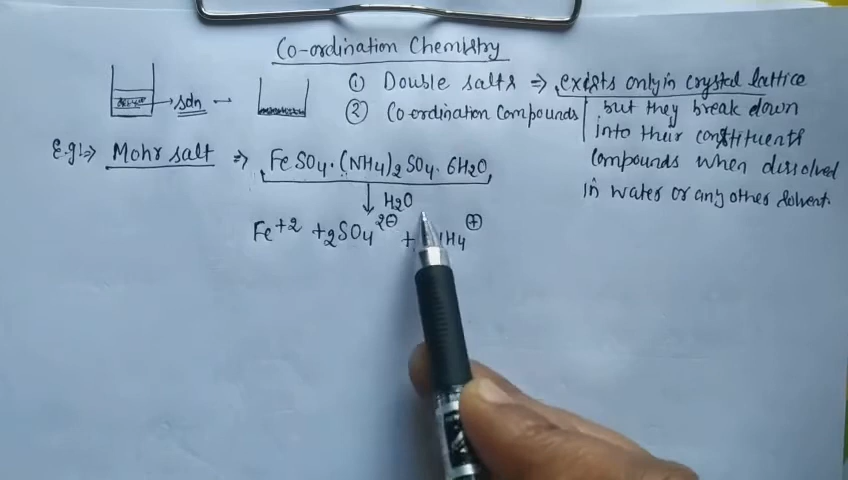 Co-ordination Chemistry
→ soln →
① Double salts ⇒ exists only in crystal lattice
② Co ordination Compounds
but they break down
into their constituents
compounds when dissolved
in water or any other solvent.
E.g:⇒ Mohr salt ⇒ FeSO4·(NH4)2SO4·6H2O
↓ H2O
Fe+2 + 2SO4 2⊖ + H4 ⊕